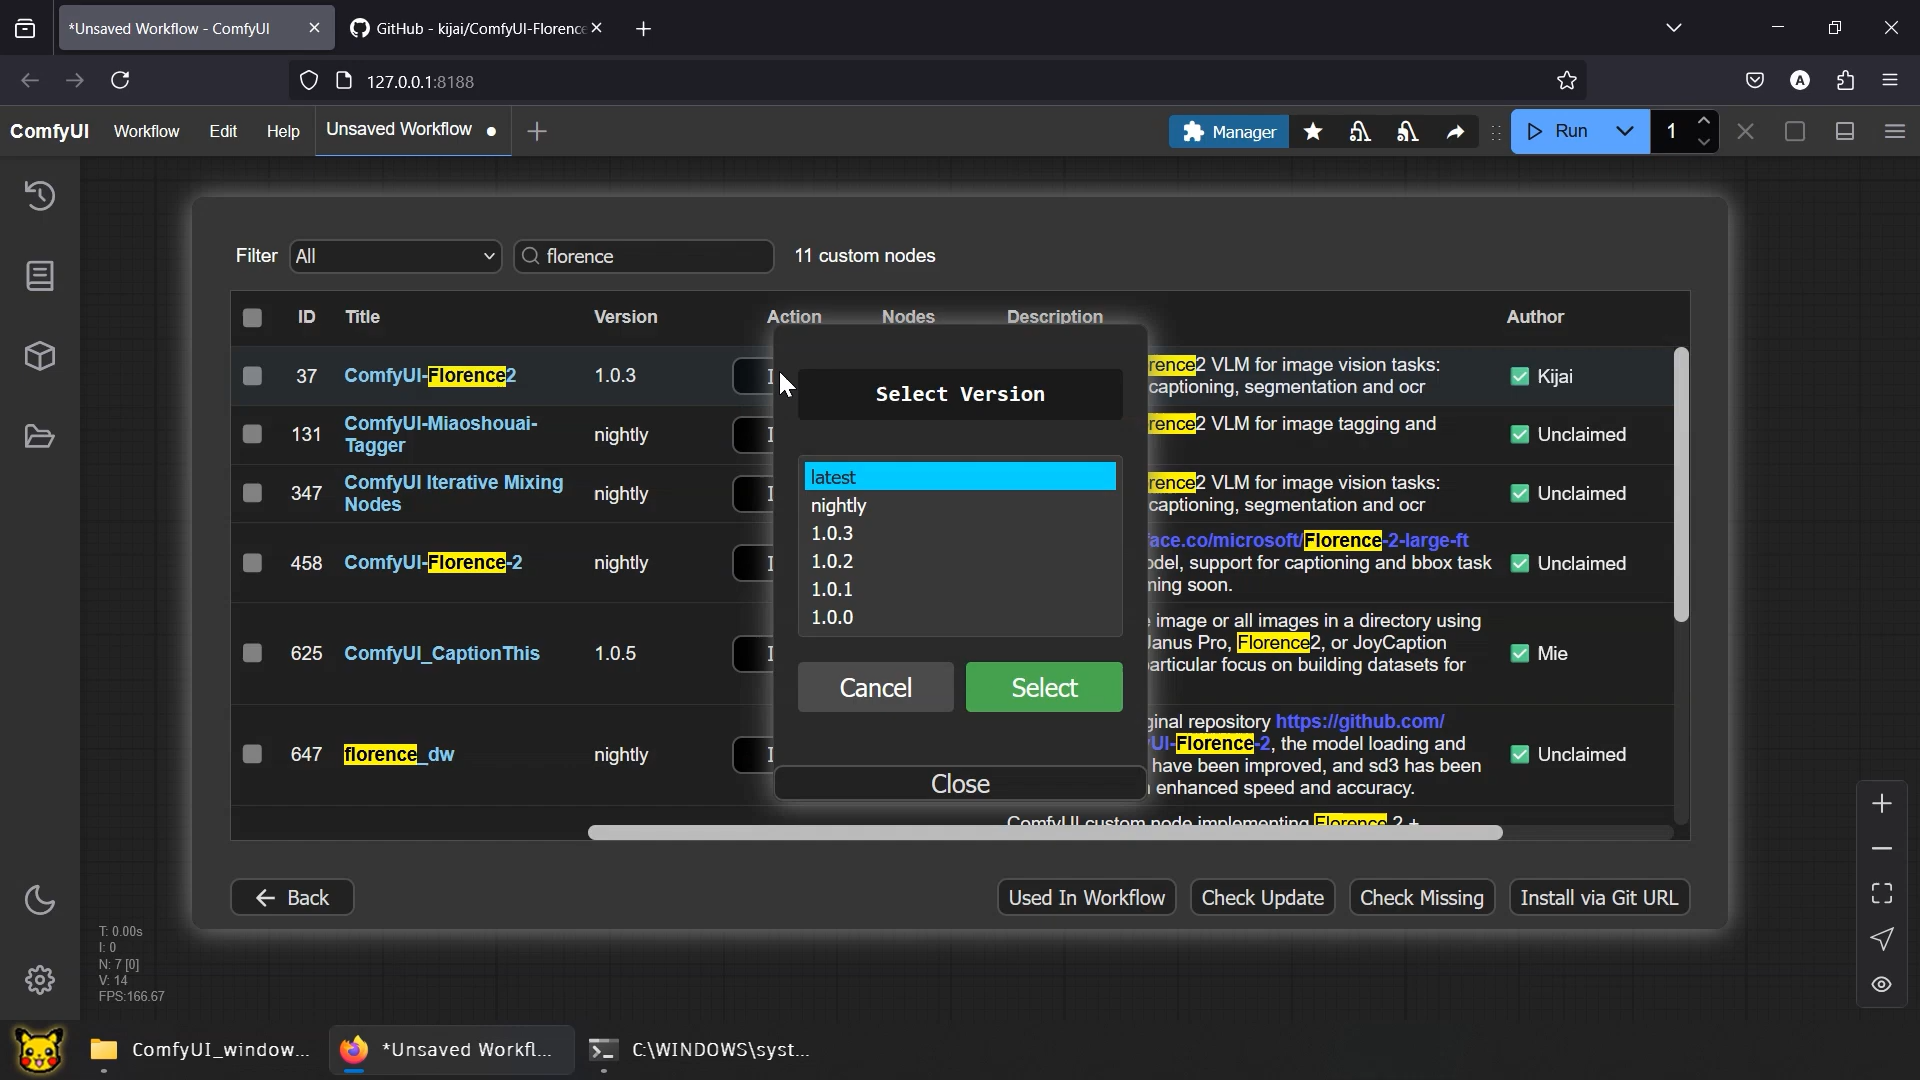 *Unsaved Workflow - ComfyUI
GitHub - kijai/ComfyUI-Florenc
127.0.0.1:8188
ComfyUI Workflow Edit Help Unsaved Workflow
Manager
Run
1
Filter All florence 11 custom nodes
ID Title Version Action Nodes Description Author
37 ComfyUI-Florence2 1.0.3
rence2 VLM for image vision tasks:
captioning, segmentation and ocr
Kijai
131 ComfyUI-Miaoshouai-
Tagger
nightly
rence2 VLM for image tagging and
Unclaimed
347 ComfyUI Iterative Mixing
Nodes
nightly
rence2 VLM for image vision tasks:
captioning, segmentation and ocr
Unclaimed
458 ComfyUI-Florence-2 nightly
face.co/microsoft/Florence-2-large-ft
odel, support for captioning and bbox task
ming soon.
Unclaimed
625 ComfyUI_CaptionThis 1.0.5
image or all images in a directory using
Janus Pro, Florence2, or JoyCaption
articular focus on building datasets for
Mie
647 florence_dw nightly
ginal repository https://github.com/
UI-Florence-2, the model loading and
have been improved, and sd3 has been
enhanced speed and accuracy.
Unclaimed
ComfyUI custom node implementing Florence 2 +
Select Version
latest
nightly
1.0.3
1.0.2
1.0.1
1.0.0
Cancel Select
Close
Back
Used In Workflow Check Update Check Missing Install via Git URL
T: 0.00s
I: 0
N: 7 [0]
V: 14
FPS:166.67
ComfyUI_window...
*Unsaved Workfl...
C:\WINDOWS\syst...